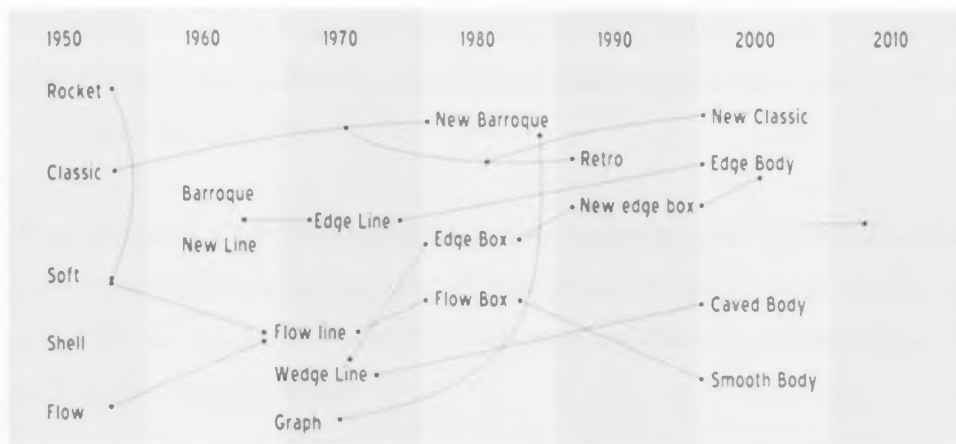 1950 1960 1970 1980 1990 2000 2010
Rocket
New Barroque
New Classic
Retro
Edge Body
Classic
Barroque
New edge box
Edge Line
New Line
Edge Box
Soft
Flow Box
Caved Body
Flow line
Shell
Wedge Line
Smooth Body
Flow
Graph